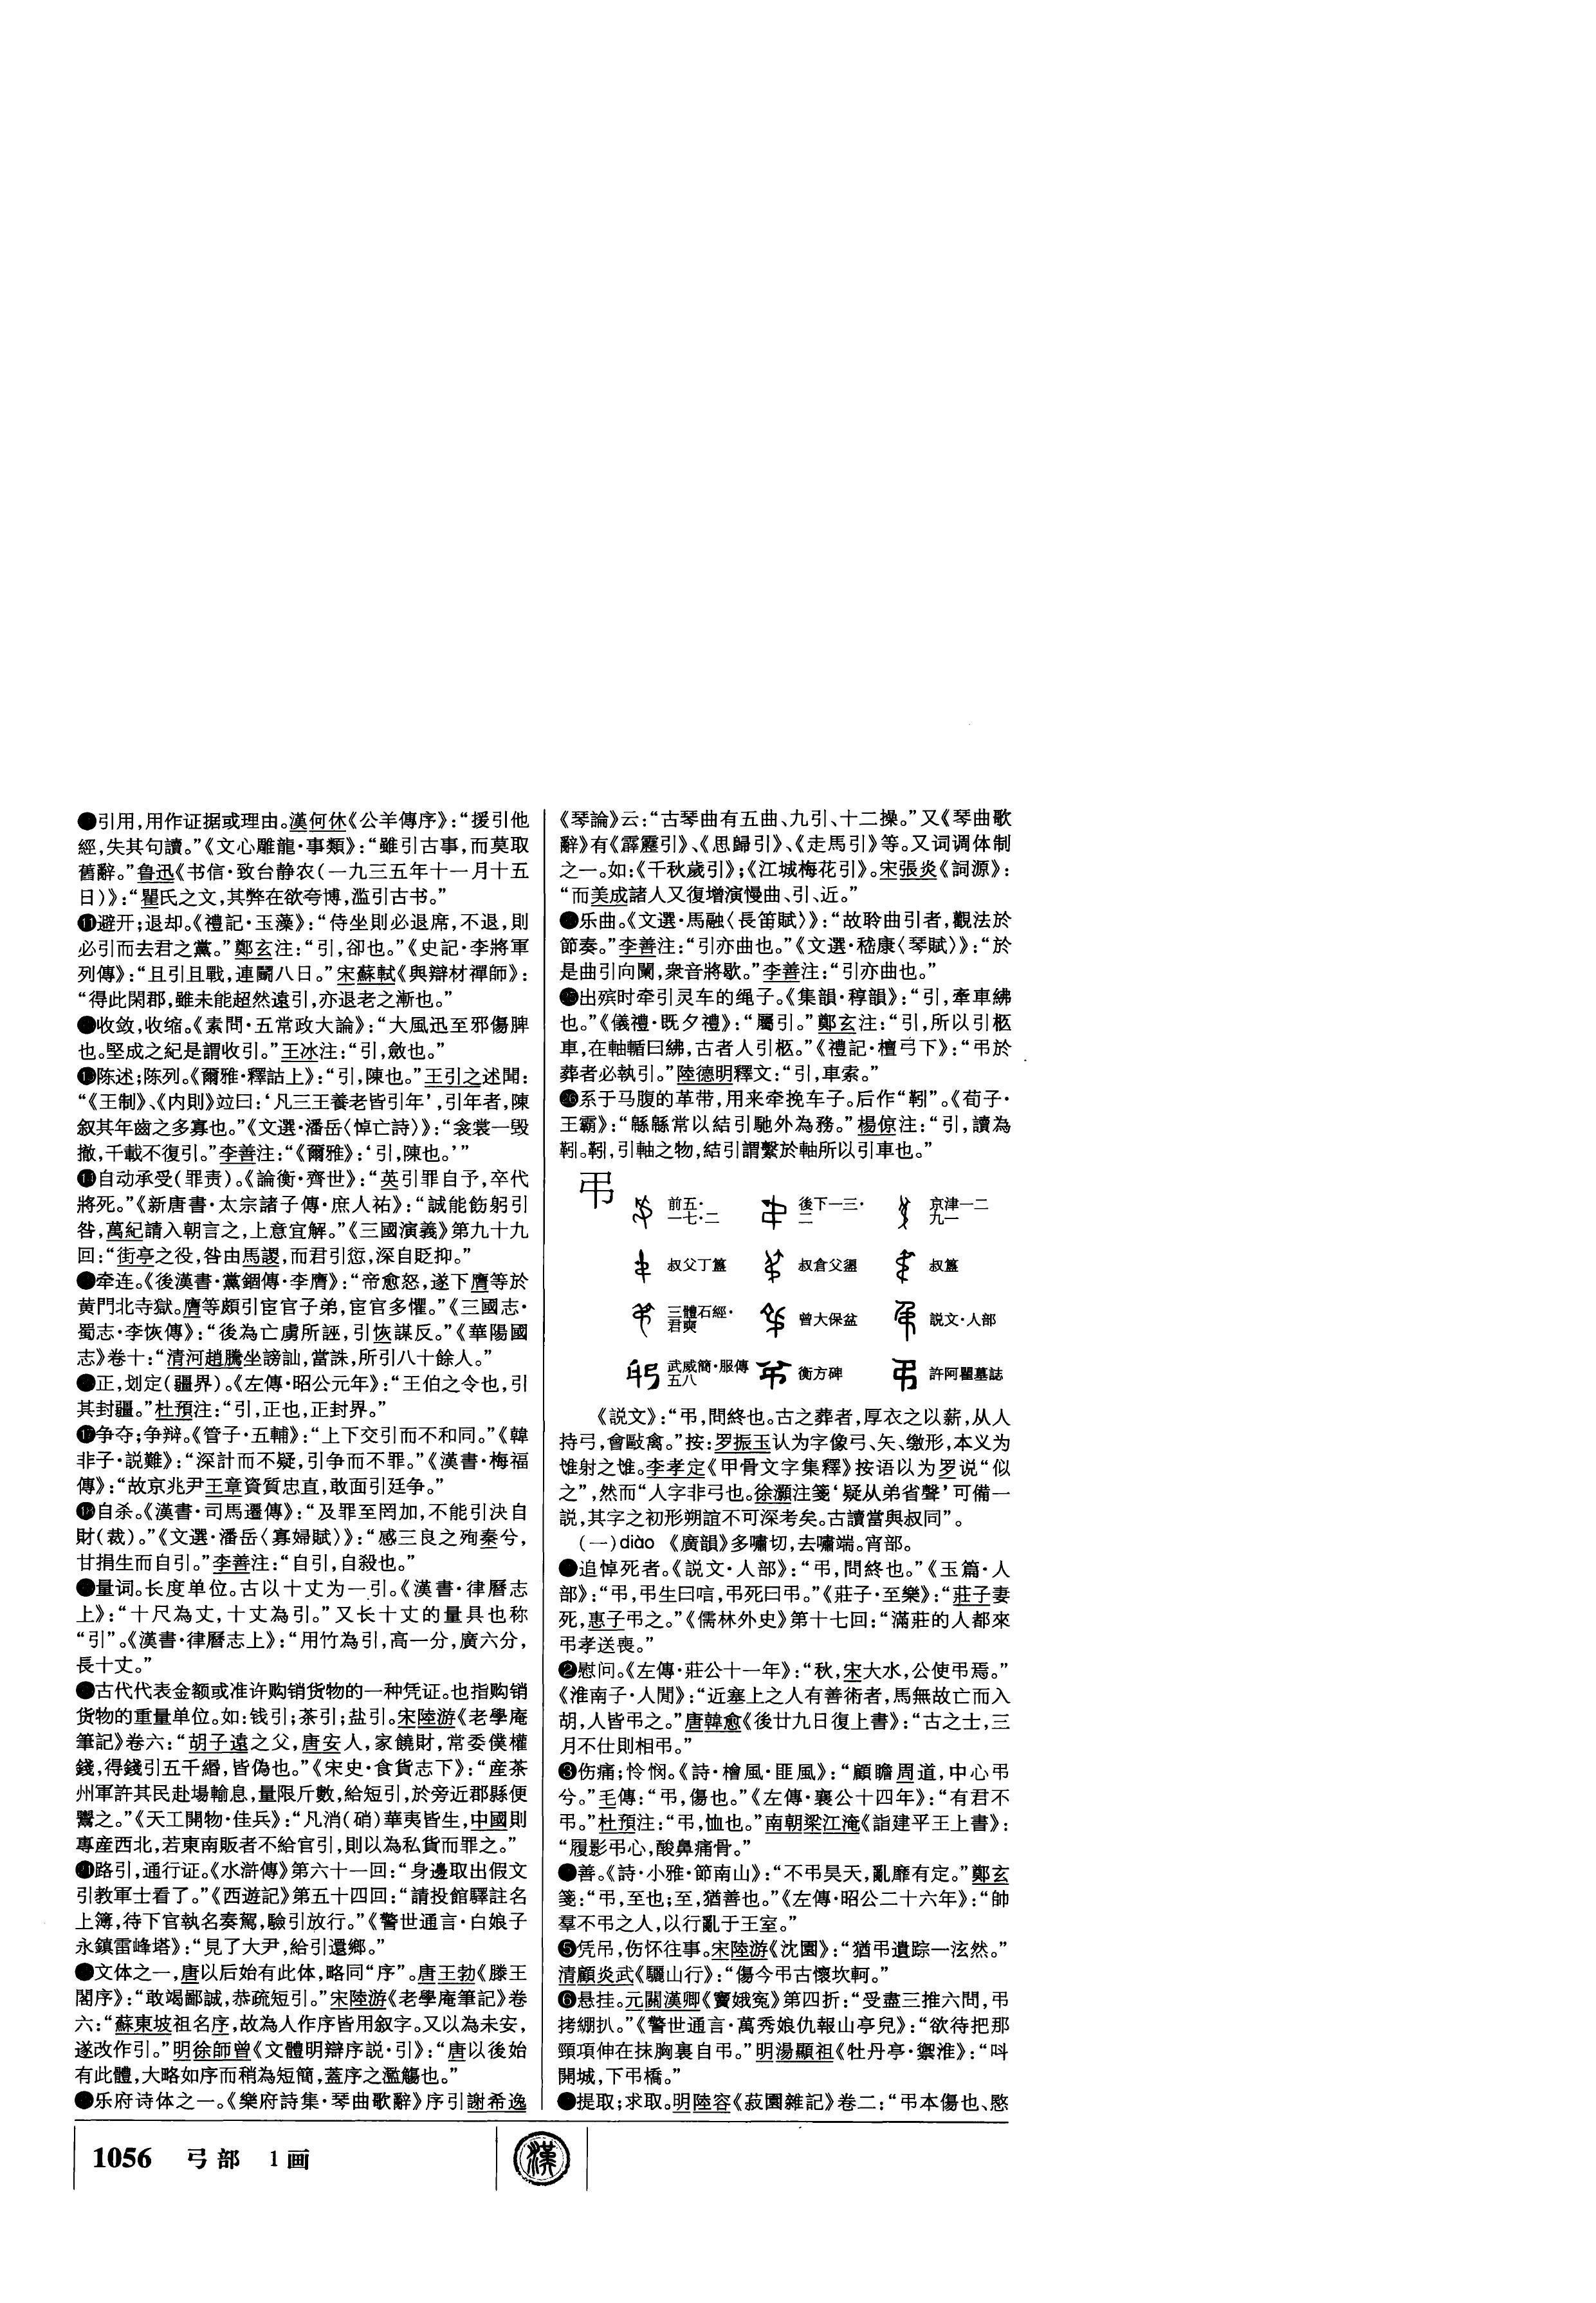 引用,用作证据或理由。漢何休《公羊傳序》:“援引他
經,失其句讀。”《文心雕龍·事類》:“雖引古事,而莫取
舊辭。”鲁迅《书信·致台静农(一九三五年十一月十五
日)》:“瞿氏之文,其弊在欲夸博,滥引古书。”
⓫避开;退却。《禮記·玉藻》:“侍坐則必退席,不退,則
必引而去君之黨。”鄭玄注:“引,卻也。”《史記·李將軍
列傳》:“且引且戰,連鬭八日。”宋蘇軾《與辯材禪師》:
“得此閑郡,雖未能超然遠引,亦退老之漸也。”
收敛,收缩。《素問·五常政大論》:“大風迅至邪傷脾
也。堅成之紀是謂收引。”王冰注:“引,斂也。”
⓭陈述;陈列。《爾雅·釋詁上》:“引,陳也。”王引之述聞:
“《王制》、《内則》竝曰:‘凡三王養老皆引年’,引年者,陳
叙其年齒之多寡也。”《文選·潘岳〈悼亡詩〉》:“衾裳一毁
撤,千載不復引。”李善注:“《爾雅》:‘引,陳也。’”
⓮自动承受(罪责)。《論衡·齊世》:“英引罪自予,卒代
將死。”《新唐書·太宗諸子傳·庶人祐》:“誠能飭躬引
咎,萬紀請入朝言之,上意宜解。”《三國演義》第九十九
回:“街亭之役,咎由馬謖,而君引愆,深自貶抑。”
牵连。《後漢書·黨錮傳·李膺》:“帝愈怒,遂下膺等於
黄門北寺獄。膺等頗引宦官子弟,宦官多懼。”《三國志·
蜀志·李恢傳》:“後為亡虜所誣,引恢謀反。”《華陽國
志》卷十:“清河趙騰坐謗訕,當誅,所引八十餘人。”
正,划定(疆界)。《左傳·昭公元年》:“王伯之令也,引
其封疆。”杜預注:“引,正也,正封界。”
⓱争夺;争辩。《管子·五輔》:“上下交引而不和同。”《韓
非子·説難》:“深計而不疑,引争而不罪。”《漢書·梅福
傳》:“故京兆尹王章資質忠直,敢面引廷争。”
⓲自杀。《漢書·司馬遷傳》:“及罪至罔加,不能引決自
財(裁)。”《文選·潘岳〈寡婦賦〉》:“感三良之殉秦兮,
甘捐生而自引。”李善注:“自引,自殺也。”
量词。长度单位。古以十丈为一引。《漢書·律曆志
上》:“十尺為丈,十丈為引。”又长十丈的量具也称
“引”。《漢書·律曆志上》:“用竹為引,高一分,廣六分,
長十丈。”
古代代表金额或准许购销货物的一种凭证。也指购销
货物的重量单位。如:钱引;茶引;盐引。宋陸游《老學庵
筆記》卷六:“胡子遠之父,唐安人,家饒財,常委僕權
錢,得錢引五千緡,皆偽也。”《宋史·食貨志下》:“産茶
州軍許其民赴場輸息,量限斤數,給短引,於旁近郡縣便
鬻之。”《天工開物·佳兵》:“凡消(硝)華夷皆生,中國則
專産西北,若東南販者不給官引,則以為私貨而罪之。”
㉑路引,通行证。《水滸傳》第六十一回:“身邊取出假文
引教軍士看了。”《西遊記》第五十四回:“請投館驛註名
上簿,待下官執名奏駕,驗引放行。”《警世通言·白娘子
永鎮雷峰塔》:“見了大尹,給引還鄉。”
文体之一,唐以后始有此体,略同“序”。唐王勃《滕王
閣序》:“敢竭鄙誠,恭疏短引。”宋陸游《老學庵筆記》卷
六:“蘇東坡祖名序,故為人作序皆用叙字。又以為未安,
遂改作引。”明徐師曾《文體明辯序説·引》:“唐以後始
有此體,大略如序而稍為短簡,蓋序之濫觴也。”
乐府诗体之一。《樂府詩集·琴曲歌辭》序引謝希逸
《琴論》云:“古琴曲有五曲、九引、十二操。”又《琴曲歌
辭》有《霹靂引》、《思歸引》、《走馬引》等。又词调体制
之一。如:《千秋歲引》;《江城梅花引》。宋張炎《詞源》:
“而美成諸人又復增演慢曲、引、近。”
乐曲。《文選·馬融〈長笛賦〉》:“故聆曲引者,觀法於
節奏。”李善注:“引亦曲也。”《文選·嵇康〈琴賦〉》:“於
是曲引向闌,衆音將歇。”李善注:“引亦曲也。”
㉕出殡时牵引灵车的绳子。《集韻·稕韻》:“引,牽車紼
也。”《儀禮·既夕禮》:“屬引。”鄭玄注:“引,所以引柩
車,在軸輴曰紼,古者人引柩。”《禮記·檀弓下》:“弔於
葬者必執引。”陸德明釋文:“引,車索。”
㉖系于马腹的革带,用来牵挽车子。后作“靷”。《荀子·
王霸》:“緜緜常以結引馳外為務。”楊倞注:“引,讀為
靷。靷,引軸之物,結引謂繫於軸所以引車也。”
弔
前五·一七·二 後下一三·二 京津一二九一
叔父丁簋 叔倉父盨 叔簋
三體石經·君奭 曾大保盆 説文·人部
武威簡·服傳五八 衡方碑 許阿瞿墓誌
《説文》:“弔,問終也。古之葬者,厚衣之以薪,从人
持弓,會敺禽。”按:罗振玉认为字像弓、矢、缴形,本义为
隿射之隿。李孝定《甲骨文字集釋》按语以为罗说“似
之”,然而“人字非弓也。徐灝注箋‘疑从弟省聲’可備一
説,其字之初形朔誼不可深考矣。古讀當與叔同”。
(一)diào 《廣韻》多嘯切,去嘯端。宵部。
追悼死者。《説文·人部》:“弔,問終也。”《玉篇·人
部》:“弔,弔生曰唁,弔死曰弔。”《莊子·至樂》:“莊子妻
死,惠子弔之。”《儒林外史》第十七回:“滿莊的人都來
弔孝送喪。”
❷慰问。《左傳·莊公十一年》:“秋,宋大水,公使弔焉。”
《淮南子·人間》:“近塞上之人有善術者,馬無故亡而入
胡,人皆弔之。”唐韓愈《後廿九日復上書》:“古之士,三
月不仕則相弔。”
❸伤痛;怜悯。《詩·檜風·匪風》:“顧瞻周道,中心弔
兮。”毛傳:“弔,傷也。”《左傳·襄公十四年》:“有君不
弔。”杜預注:“弔,恤也。”南朝梁江淹《詣建平王上書》:
“履影弔心,酸鼻痛骨。”
善。《詩·小雅·節南山》:“不弔昊天,亂靡有定。”鄭玄
箋:“弔,至也;至,猶善也。”《左傳·昭公二十六年》:“帥
羣不弔之人,以行亂于王室。”
❺凭吊,伤怀往事。宋陸游《沈園》:“猶弔遺踪一泫然。”
清顧炎武《驪山行》:“傷今弔古懷坎軻。”
❻悬挂。元關漢卿《竇娥冤》第四折:“受盡三推六問,弔
拷綳扒。”《警世通言·萬秀娘仇報山亭兒》:“欲待把那
頸項伸在抹胸裏自弔。”明湯顯祖《牡丹亭·禦淮》:“叫
開城,下弔橋。”
提取;求取。明陸容《菽園雜記》卷二:“弔本傷也、愍
1056 弓部 1画
漢